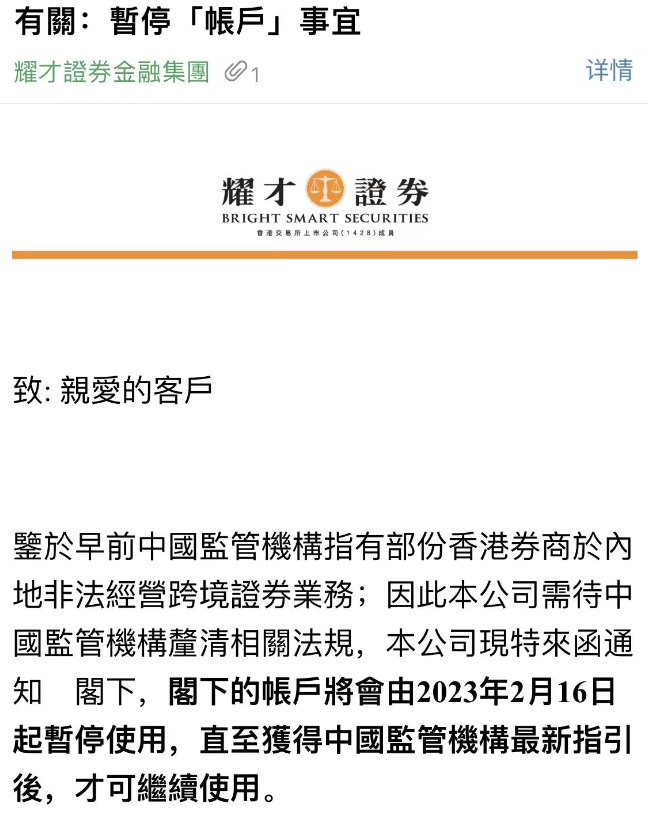 有關：暫停「帳戶」事宜
耀才證券金融集團 1
详情
耀才證券
BRIGHT SMART SECURITIES
香港交易所上市公司(1428)成員
致: 親愛的客戶
鑒於早前中國監管機構指有部份香港券商於內
地非法經營跨境證券業務；因此本公司需待中
國監管機構釐清相關法規，本公司現特來函通
知　閣下，閣下的帳戶將會由2023年2月16日
起暫停使用，直至獲得中國監管機構最新指引
後，才可繼續使用。